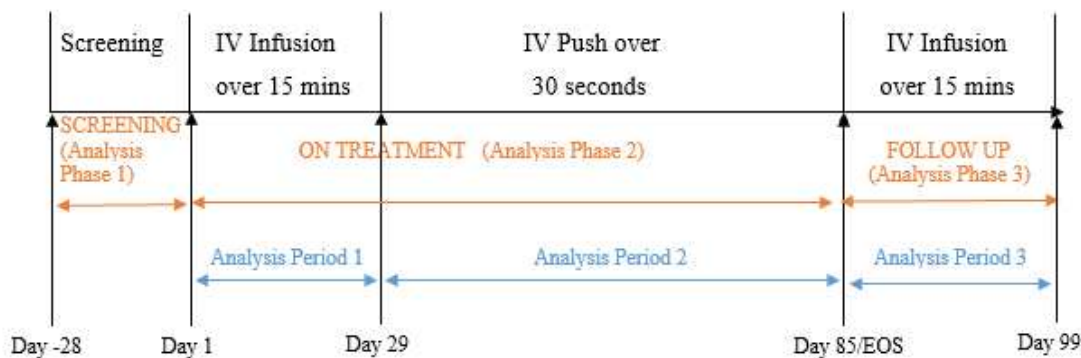 Screening
IV Infusion
over 15 mins
IV Push over
30 seconds
IV Infusion
over 15 mins
SCREENING
(Analysis
Phase 1)
ON TREATMENT (Analysis Phase 2)
FOLLOW UP
(Analysis Phase 3)
Analysis Period 1
Analysis Period 2
Analysis Period 3
Day -28
Day 1
Day 29
Day 85/EOS
Day 99